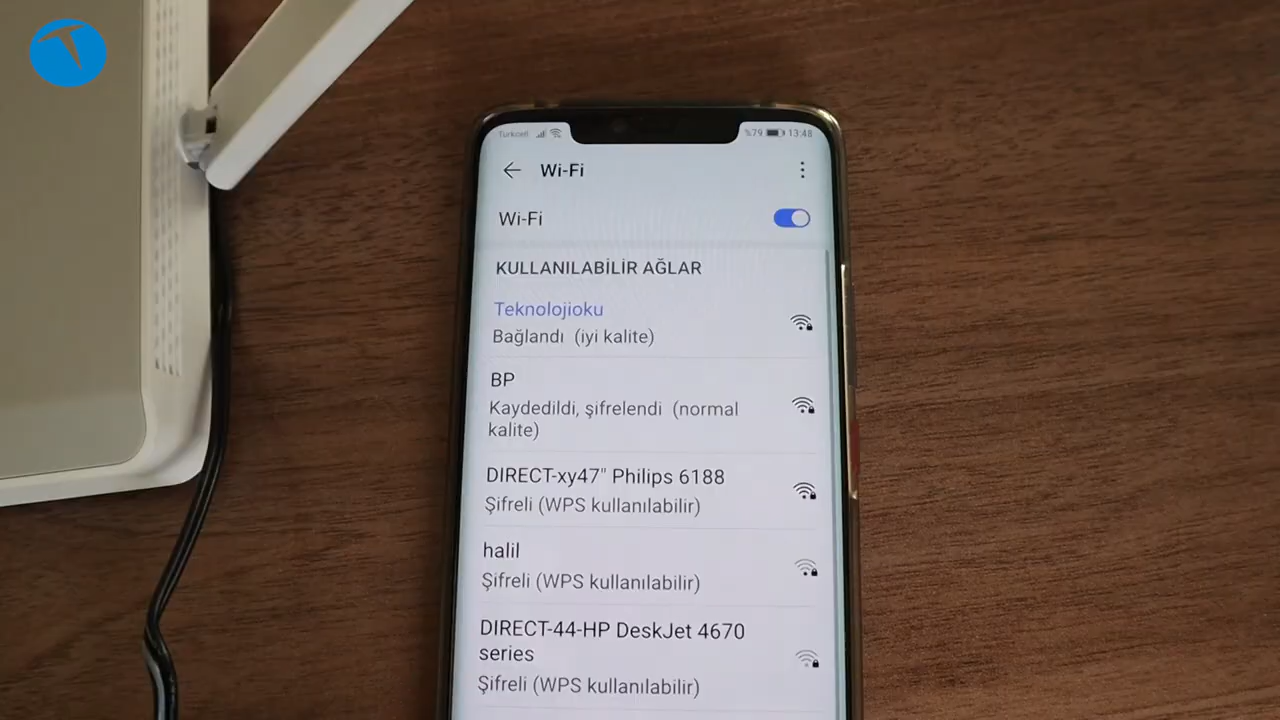 Turkcell %79 13:48
Wi-Fi
Wi-Fi
KULLANILABİLİR AĞLAR
Teknolojioku
Bağlandı (iyi kalite)
BP
Kaydedildi, şifrelendi (normal
kalite)
DIRECT-xy47" Philips 6188
Şifreli (WPS kullanılabilir)
halil
Şifreli (WPS kullanılabilir)
DIRECT-44-HP DeskJet 4670
series
Şifreli (WPS kullanılabilir)